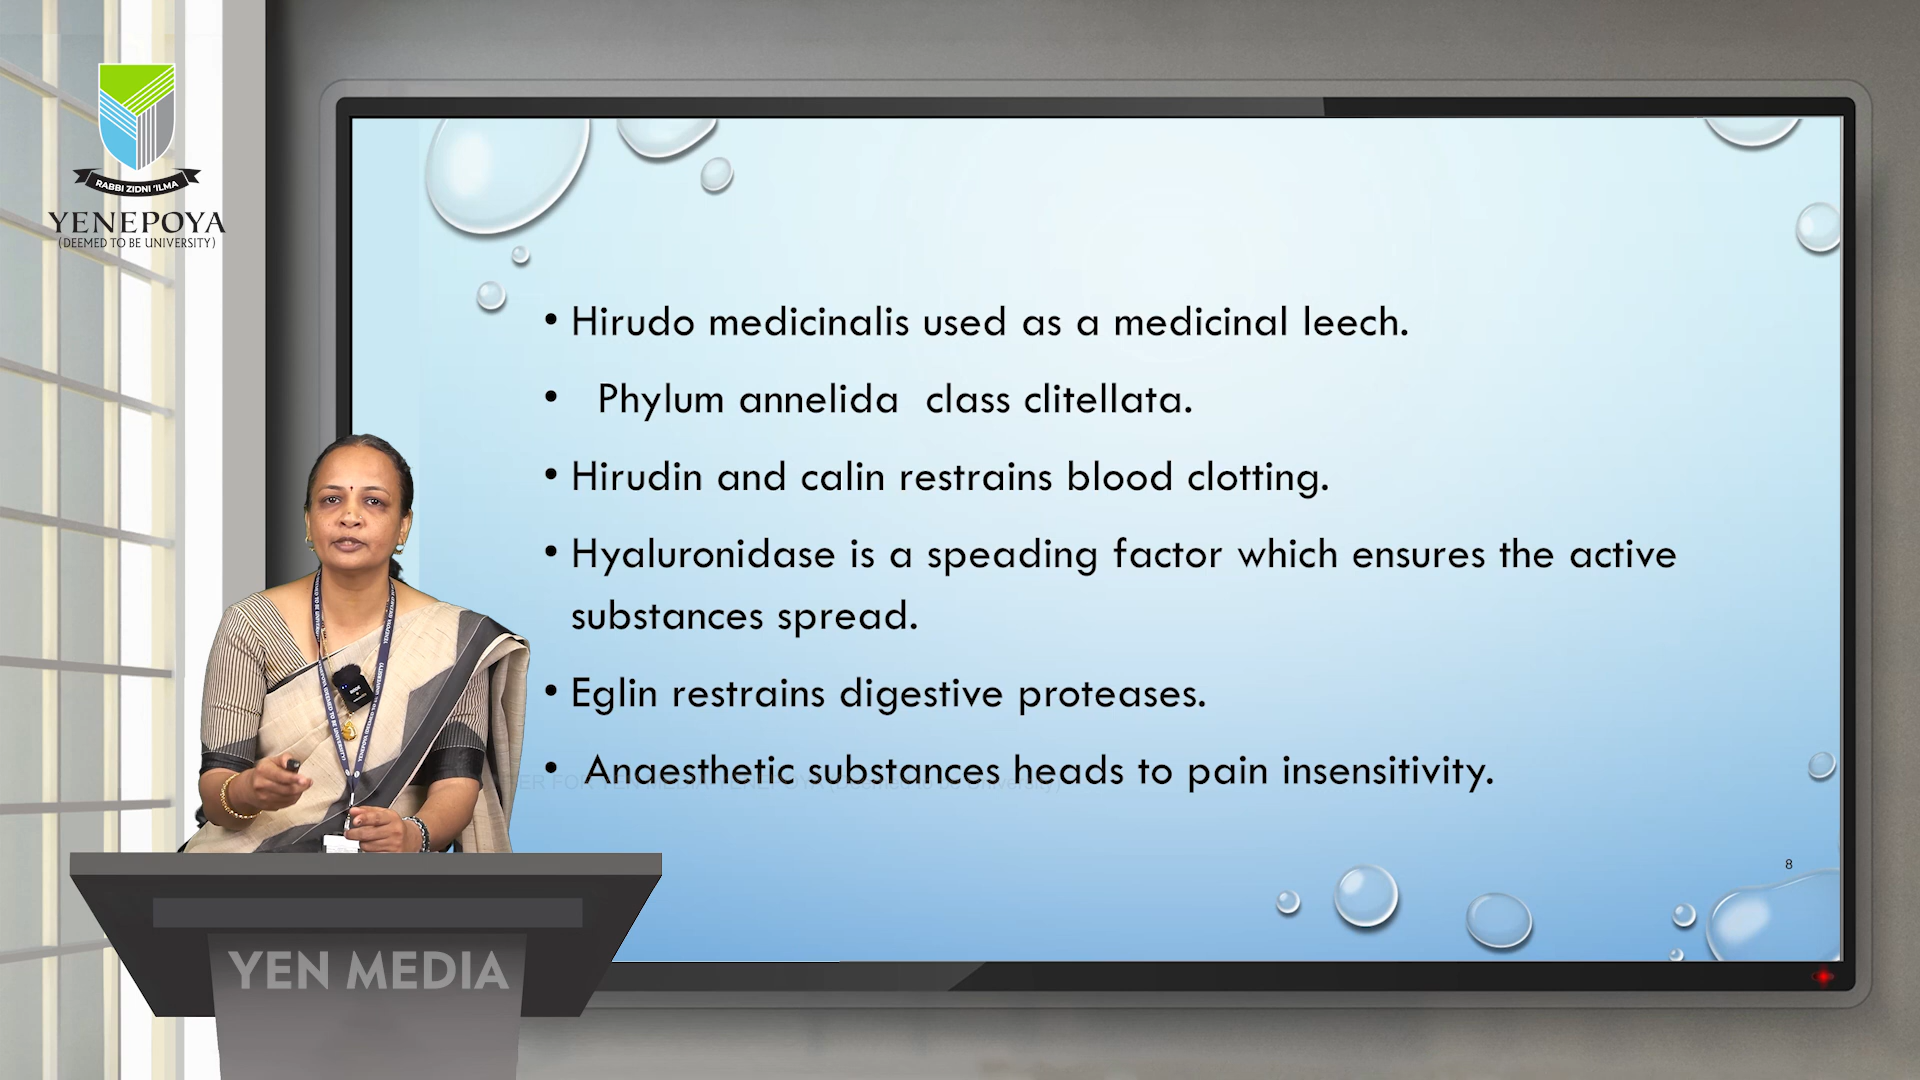 RABBI ZIDNI 'ILMA
YENEPOYA
(DEEMED TO BE UNIVERSITY)
• Hirudo medicinalis used as a medicinal leech.
• Phylum annelida class clitellata.
• Hirudin and calin restrains blood clotting.
• Hyaluronidase is a speading factor which ensures the active
substances spread.
• Eglin restrains digestive proteases.
• Anaesthetic substances heads to pain insensitivity.
8
YEN MEDIA